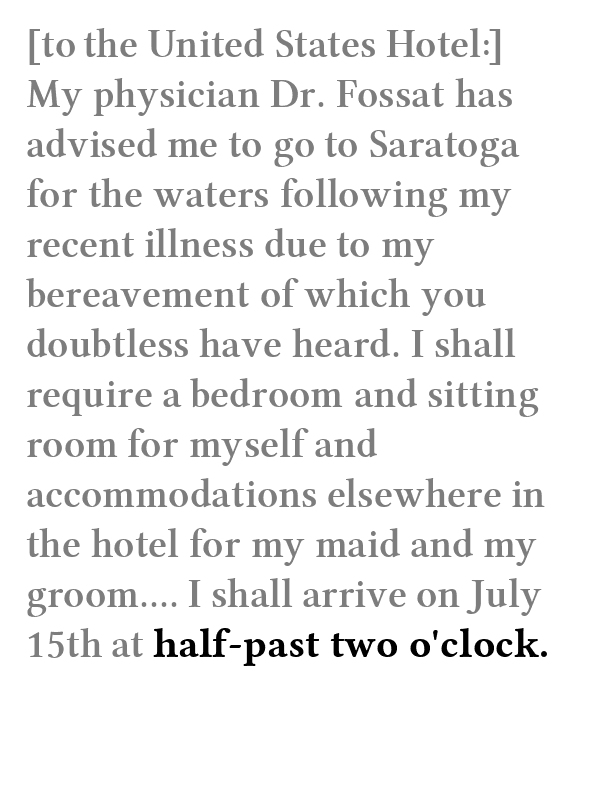 [to the United States Hotel:]
My physician Dr. Fossat has
advised me to go to Saratoga
for the waters following my
recent illness due to my
bereavement of which you
doubtless have heard. I shall
require a bedroom and sitting
room for myself and
accommodations elsewhere in
the hotel for my maid and my
groom.... I shall arrive on July
15th at half-past two o'clock.